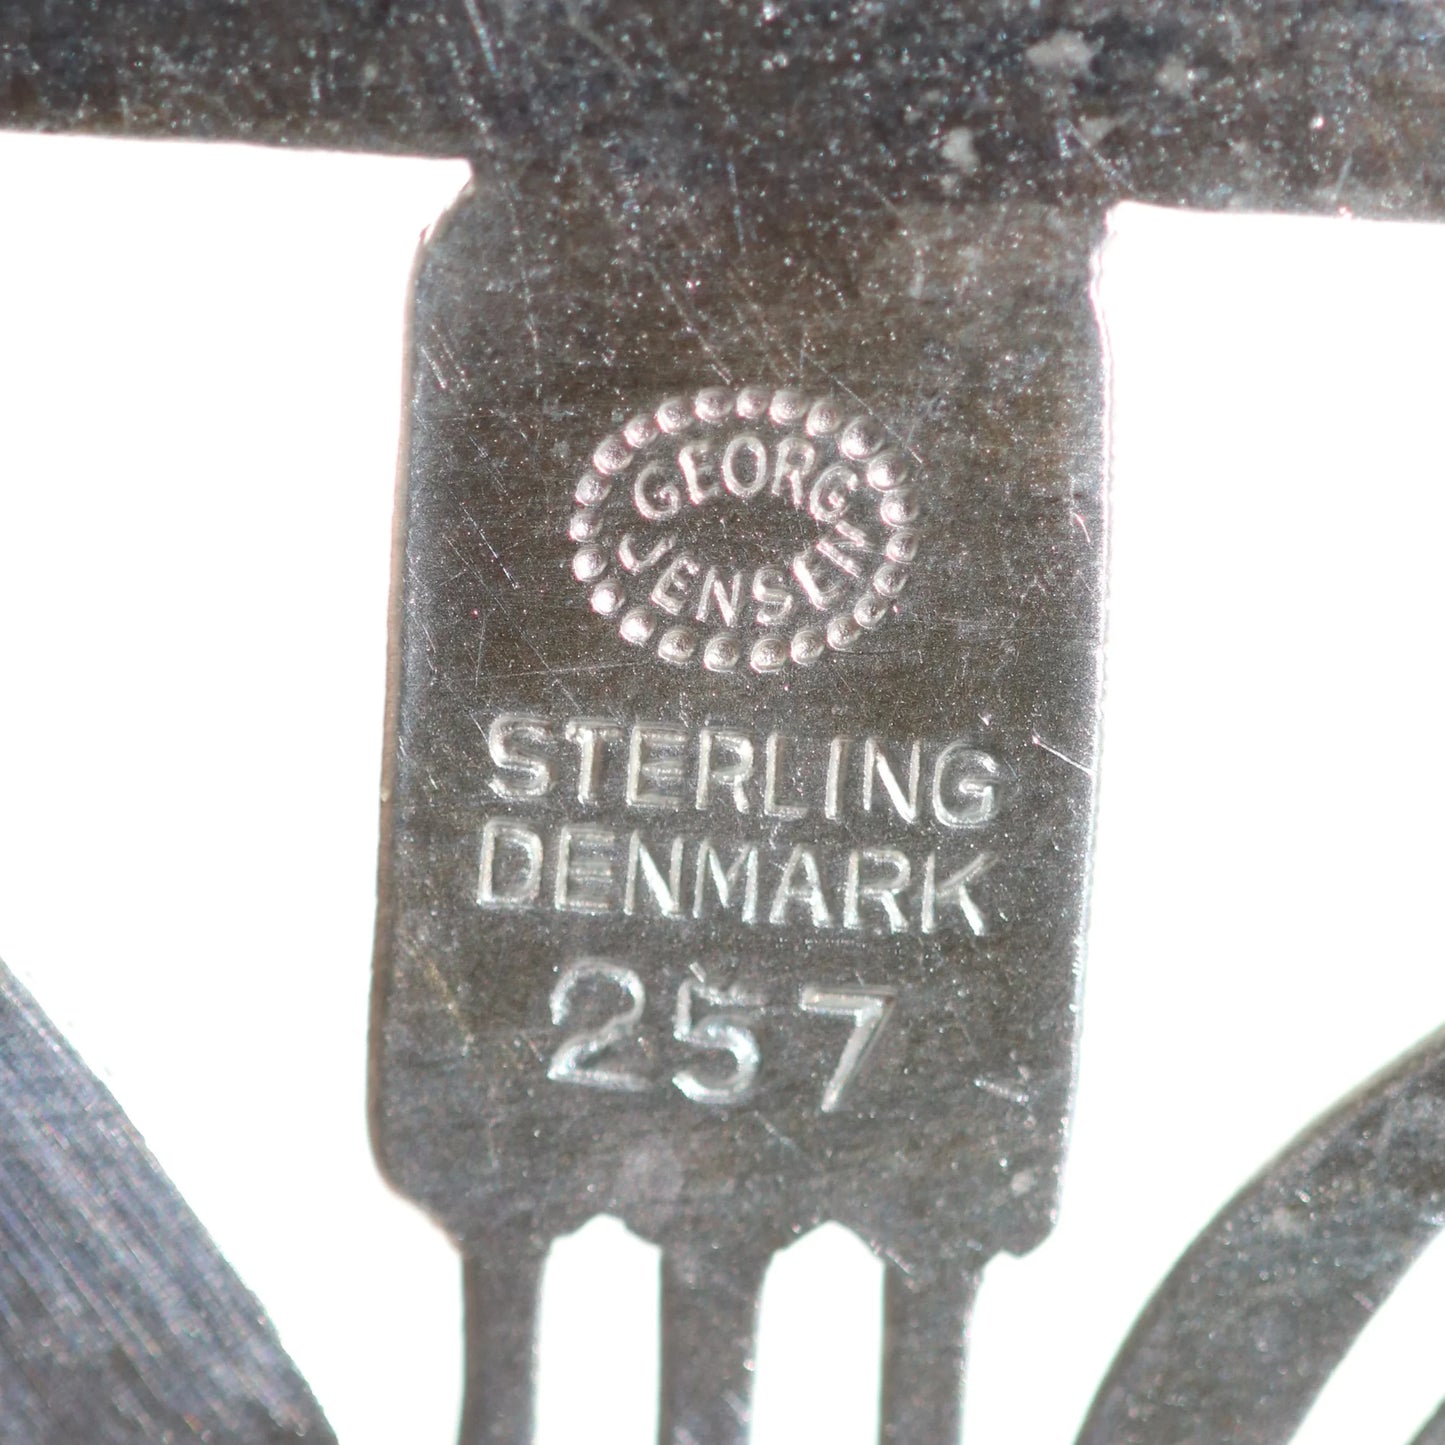 GEORG
JENSEN
STERLING
DENMARK
257